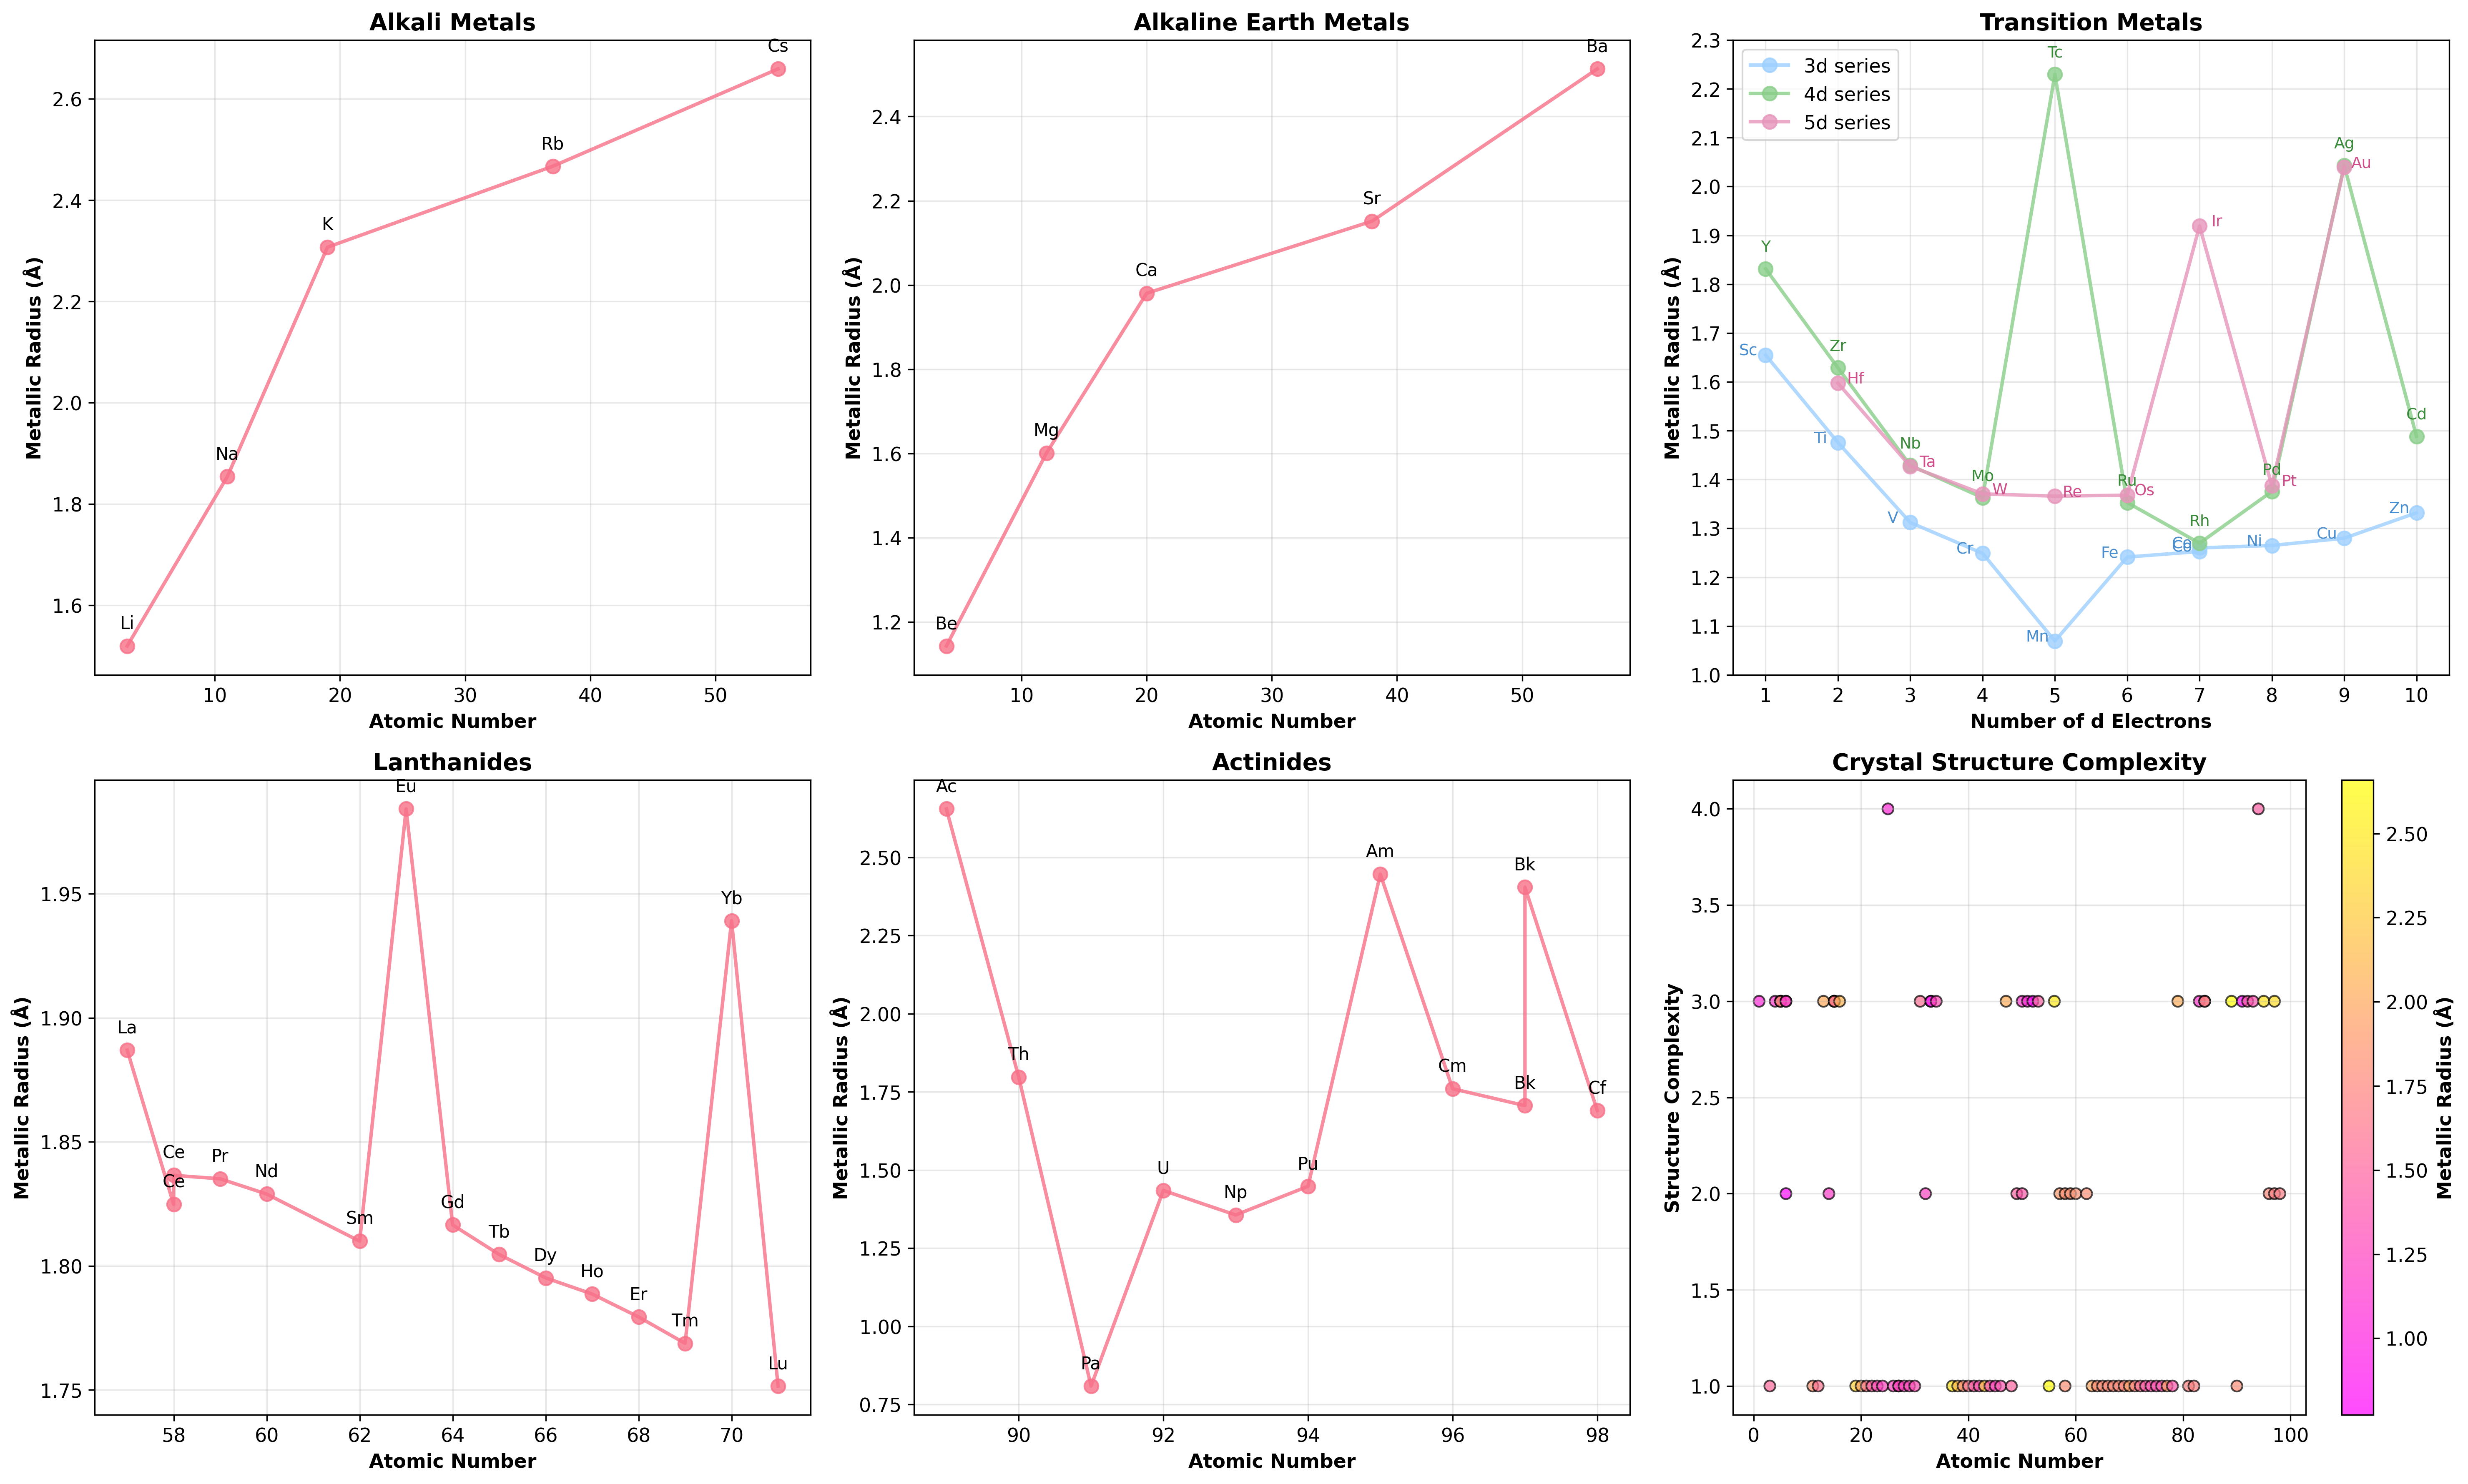 Alkali Metals
Cs
2.6
Rb
2.4
K
2.2
2.0
Na
1.8
1.6
Li
Metallic Radius (Å)
10 20 30 40 50
Atomic Number
Alkaline Earth Metals
Ba
2.4
2.2
Sr
Ca
2.0
1.8
Mg
1.6
1.4
1.2
Be
Metallic Radius (Å)
10 20 30 40 50
Atomic Number
Transition Metals
3d series
4d series
5d series
2.3
2.2
2.1
2.0
1.9
1.8
1.7
1.6
1.5
1.4
1.3
1.2
1.1
1.0
Tc
Ag
Au
Ir
Y
Zr
Sc
Hf
Ti
Nb
Ta
Mo
W
Re
Ru
Os
Pd
Pt
Cd
Rh
Zn
V
Cr
Fe
Co
Co
Ni
Cu
Mn
Metallic Radius (Å)
1 2 3 4 5 6 7 8 9 10
Number of d Electrons
Lanthanides
Eu
1.95
Yb
1.90
La
1.85
Ce
Ce
Pr
Nd
Sm
Gd
Tb
1.80
Dy
Ho
Er
Tm
Lu
1.75
Metallic Radius (Å)
58 60 62 64 66 68 70
Atomic Number
Actinides
Ac
2.50
Am
Bk
2.25
2.00
Th
1.75
Cm
Bk
Cf
1.50
U
Np
Pu
1.25
1.00
Pa
0.75
Metallic Radius (Å)
90 92 94 96 98
Atomic Number
Crystal Structure Complexity
4.0
3.5
3.0
2.5
2.0
1.5
1.0
Structure Complexity
0 20 40 60 80 100
Atomic Number
2.50
2.25
2.00
1.75
1.50
1.25
1.00
Metallic Radius (Å)